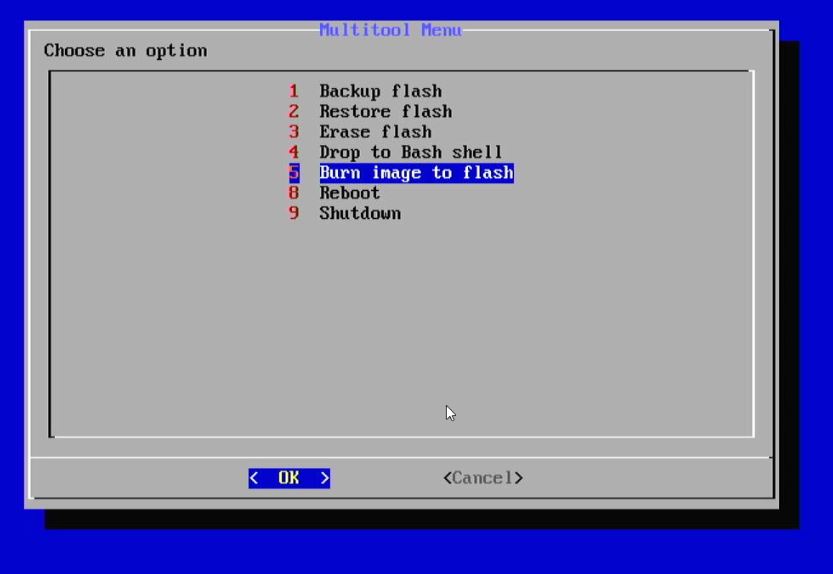 Multitool Menu
Choose an option
1 Backup flash
2 Restore flash
3 Erase flash
4 Drop to Bash shell
5 Burn image to flash
8 Reboot
9 Shutdown
< OK > <Cancel>